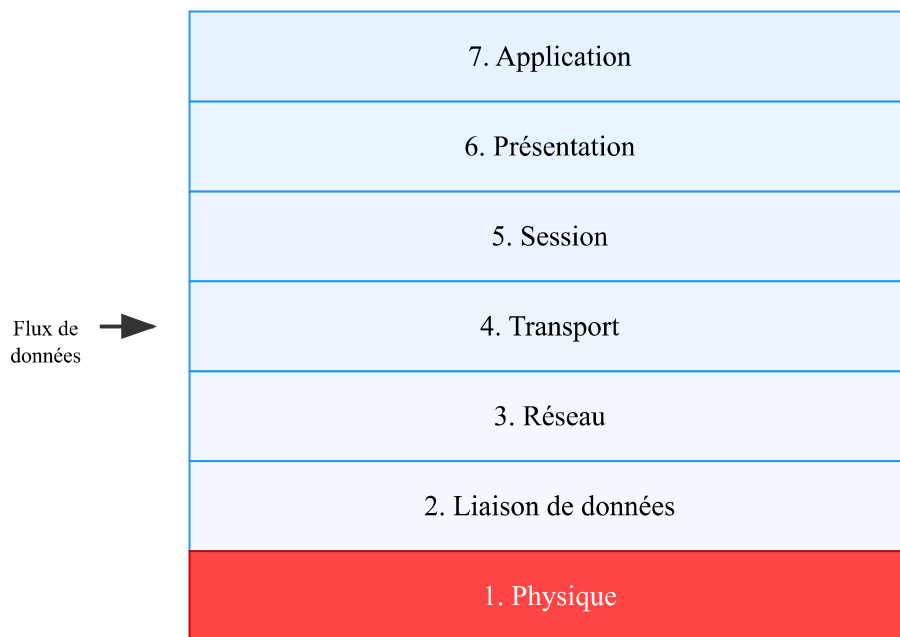 7. Application
6. Présentation
5. Session
Flux de
données
4. Transport
3. Réseau
2. Liaison de données
1. Physique